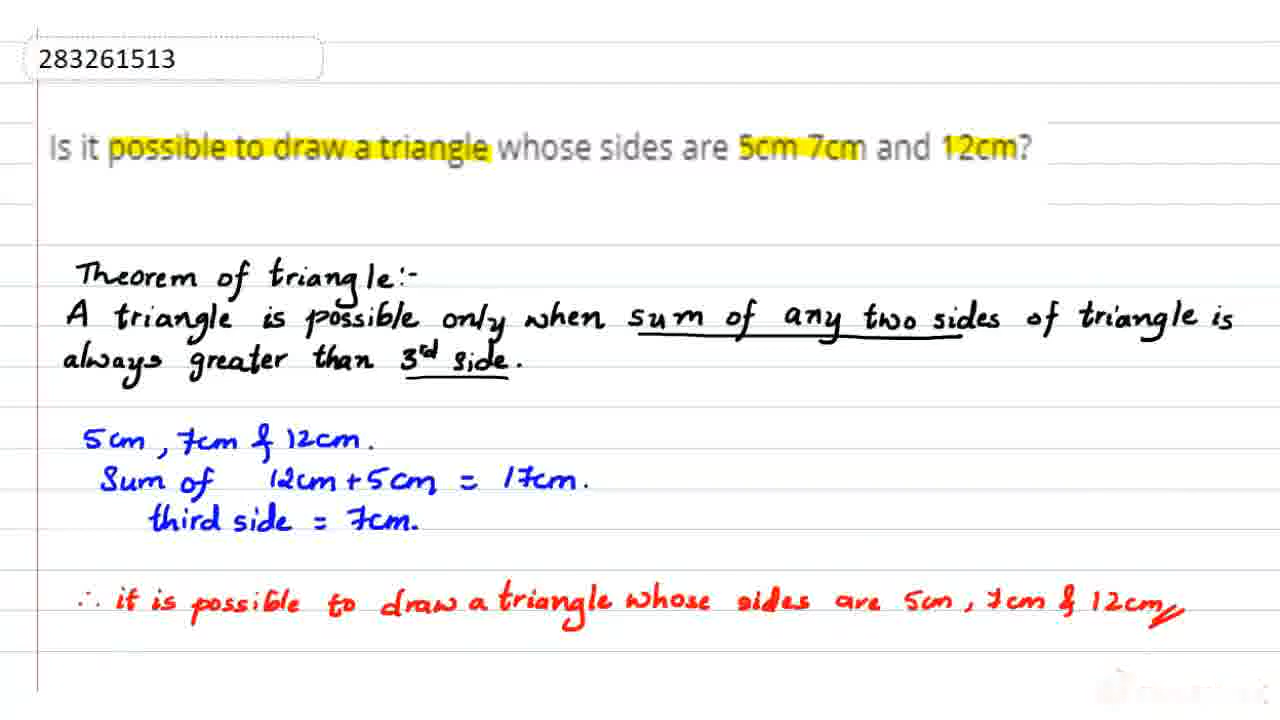 283261513
Is it possible to draw a triangle whose sides are 5cm 7cm and 12cm?
Theorem of triangle:-
A triangle is possible only when sum of any two sides of triangle is
always greater than 3rd side.
5cm, 7cm & 12cm.
Sum of 12cm + 5cm = 17cm.
third side = 7cm.
∴ it is possible to draw a triangle whose sides are 5cm, 7cm & 12cm